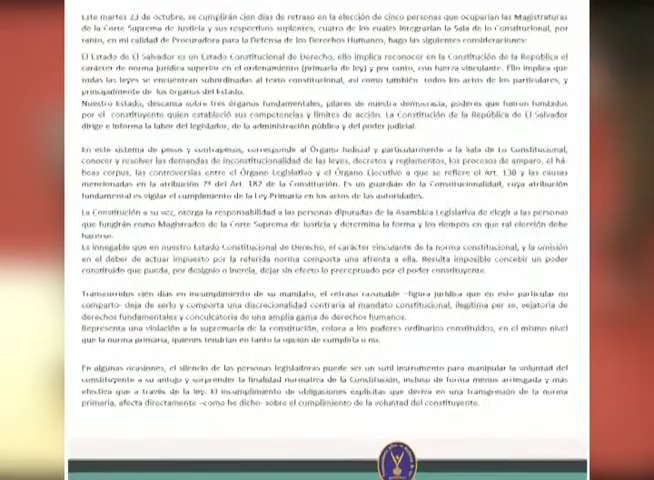 Este martes 23 de octubre, se cumplirán cien días de retraso en la elección de cinco personas que ocuparían las Magistraturas
de la Corte Suprema de Justicia y sus respectivos suplentes, cuatro de los cuales integrarían la Sala de lo Constitucional, por
tanto, en mi calidad de Procuradora para la Defensa de los Derechos Humanos, hago las siguientes consideraciones:
El Estado de El Salvador es un Estado Constitucional de Derecho, ello implica reconocer en la Constitución de la República el
carácter de norma jurídica superior en el ordenamiento (primaria de ley) y por tanto, con fuerza vinculante. Ello implica que
todas las leyes se encuentran subordinadas al texto constitucional, así como también todos los actos de los particulares, y
principalmente de los órganos del Estado.
Nuestro Estado, descansa sobre tres órganos fundamentales, pilares de nuestra democracia, poderes que fueron fundados
por el constituyente quien estableció sus competencias y límites de acción. La Constitución de la República de El Salvador
dirige e informa la labor del legislador, de la administración pública y del poder judicial.
En este sistema de pesos y contrapesos, corresponde al Órgano Judicial y particularmente a la Sala de Lo Constitucional,
conocer y resolver las demandas de inconstitucionalidad de las leyes, decretos y reglamentos, los procesos de amparo, el há-
beas corpus, las controversias entre el Órgano Legislativo y el Órgano Ejecutivo a que se refiere el Art. 138 y las causas
mencionadas en la atribución 7ª del Art. 182 de la Constitución. Es un guardián de la Constitucionalidad, cuya atribución
fundamental es vigilar el cumplimiento de la Ley Primaria en los actos de las autoridades.
La Constitución a su vez, otorga la responsabilidad a las personas diputadas de la Asamblea Legislativa de elegir a las personas
que fungirán como Magistrados de la Corte Suprema de Justicia y determina la forma y los tiempos en que tal elección debe
hacerse.
Es innegable que en nuestro Estado Constitucional de Derecho, el carácter vinculante de la norma constitucional, y la omisión
en el deber de actuar impuesto por la referida norma comporta una afrenta a ella. Resulta imposible concebir un poder
constituido que pueda, por designio o inercia, dejar sin efecto lo preceptuado por el poder constituyente.
Transcurridos cien días en incumplimiento de su mandato, el retraso razonable -figura jurídica que en este particular no
comparto- deja de serlo y comporta una discrecionalidad contraria al mandato constitucional, ilegítima per se, vejatoria de
derechos fundamentales y conculcatoria de una amplia gama de derechos humanos.
Representa una violación a la supremacía de la constitución, coloca a los poderes ordinarios constituidos, en el mismo nivel
que la norma primaria, quienes tendrían en tanto la opción de cumplirla o no.
En algunas ocasiones, el silencio de las personas legisladoras puede ser un sutil instrumento para manipular la voluntad del
constituyente a su antojo y sorprender la finalidad normativa de la Constitución, incluso de forma menos arriesgada y más
efectiva que a través de la ley. El incumplimiento de obligaciones explícitas que deriva en una transgresión de la norma
primaria, afecta directamente -como he dicho- sobre el cumplimiento de la voluntad del constituyente.